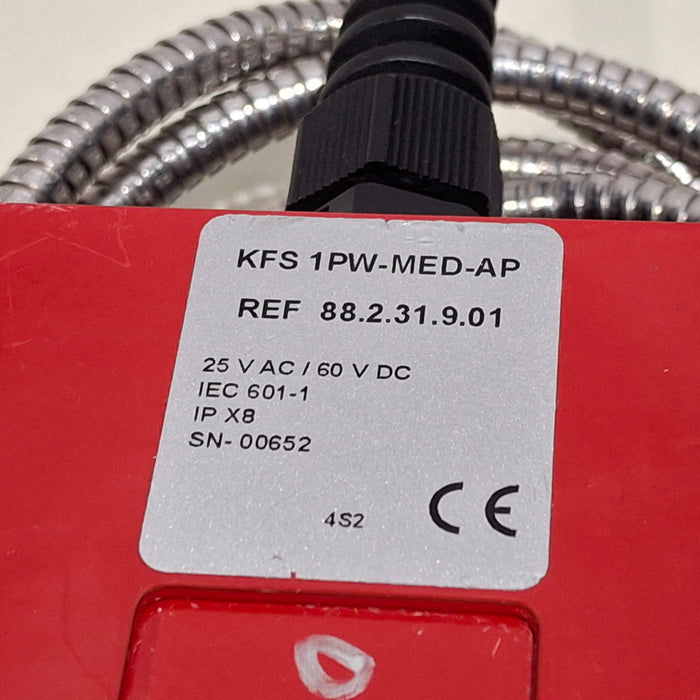 KFS 1PW-MED-AP
REF 88.2.31.9.01
25 V AC / 60 V DC
IEC 601-1
IP X8
SN- 00652
4S2 CE